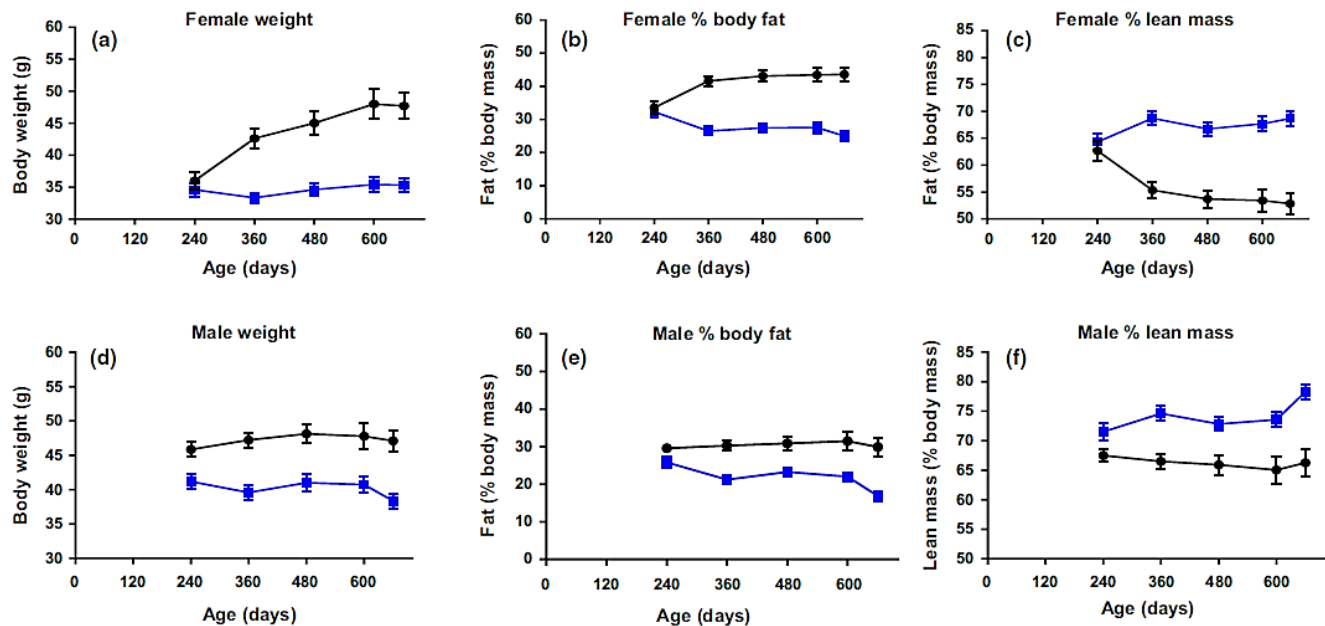 Female weight
(a)
Body weight (g)
60
55
50
45
40
35
30
0 120 240 360 480 600
Age (days)
Female % body fat
(b)
Fat (% body mass)
60
50
40
30
20
10
0
0 120 240 360 480 600
Age (days)
Female % lean mass
(c)
Fat (% body mass)
85
80
75
70
65
60
55
50
0 120 240 360 480 600
Age (days)
Male weight
(d)
Body weight (g)
60
55
50
45
40
35
30
0 120 240 360 480 600
Age (days)
Male % body fat
(e)
Fat (% body mass)
60
50
40
30
20
10
0
0 120 240 360 480 600
Age (days)
Male % lean mass
(f)
Lean mass (% body mass)
85
80
75
70
65
60
55
50
0 120 240 360 480 600
Age (days)